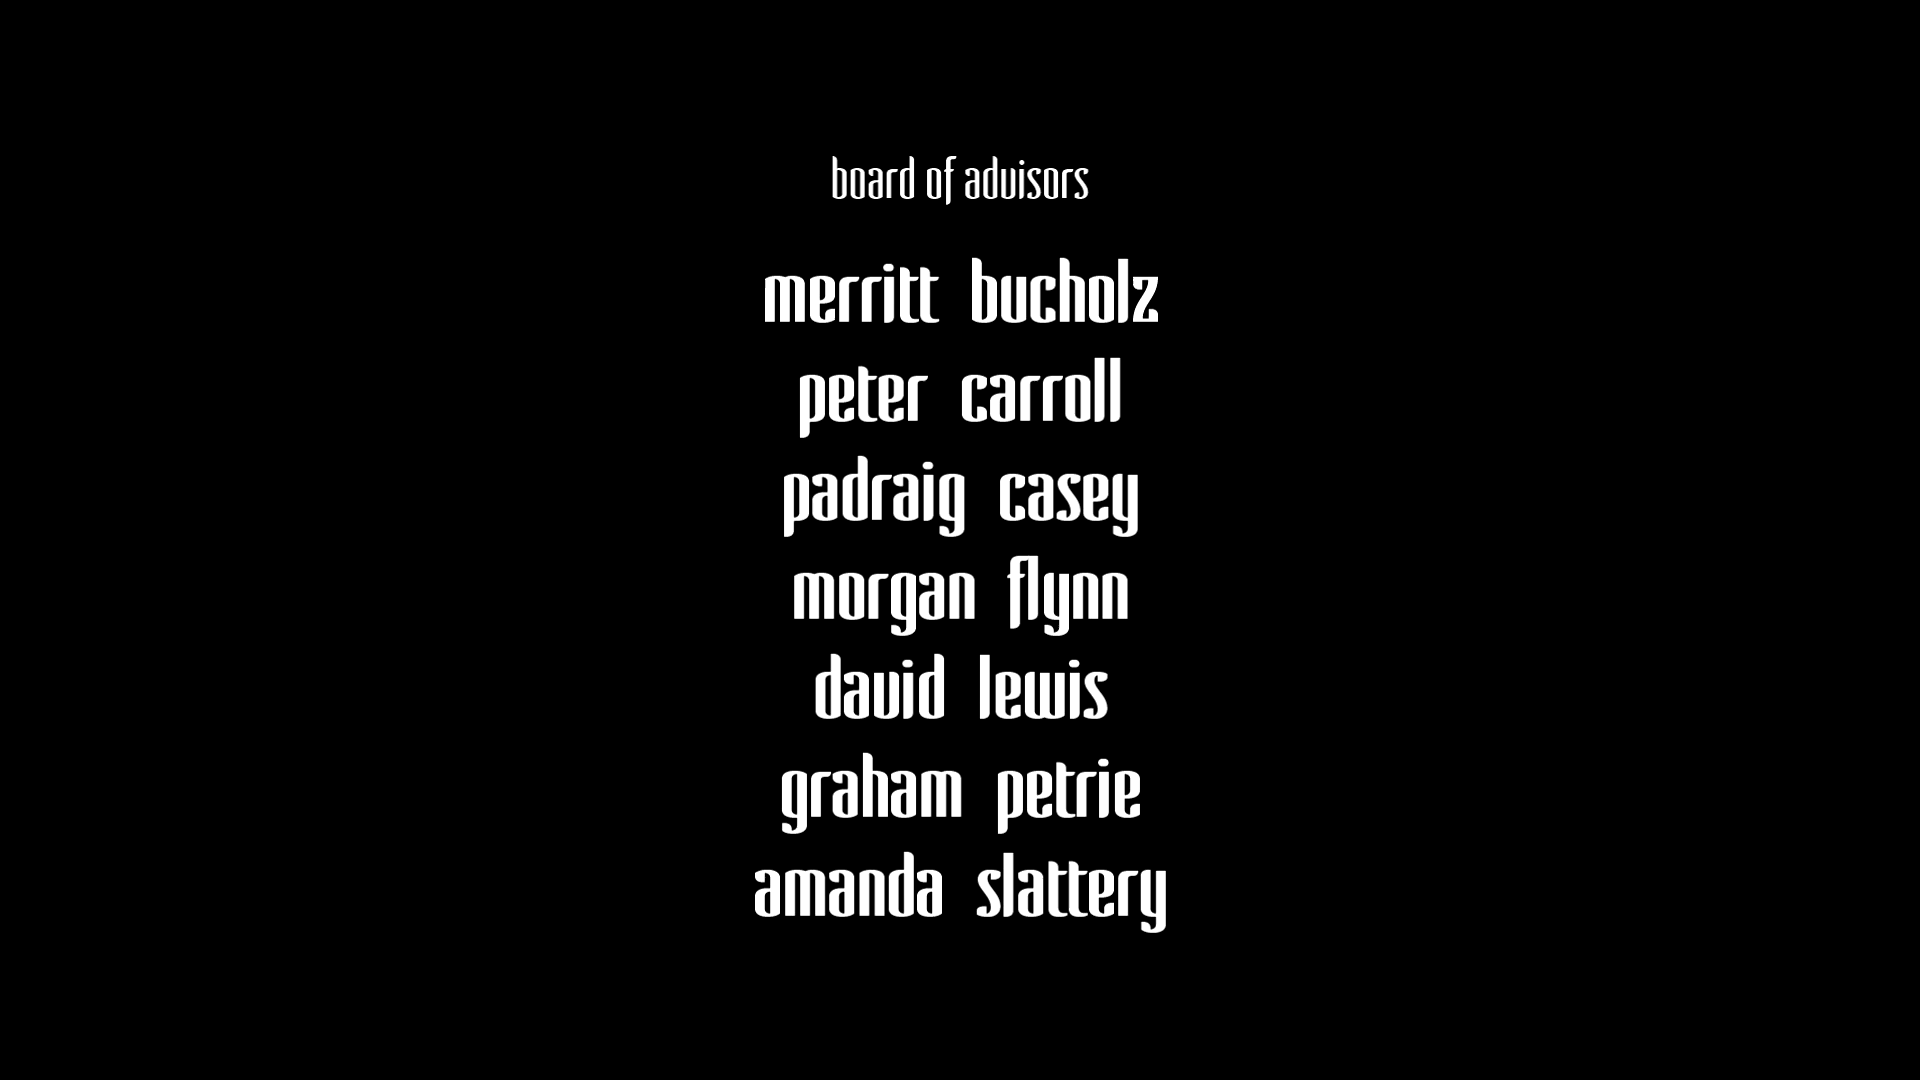 board of advisors
merritt bucholz
peter carroll
padraig casey
morgan flynn
david lewis
graham petrie
amanda slattery